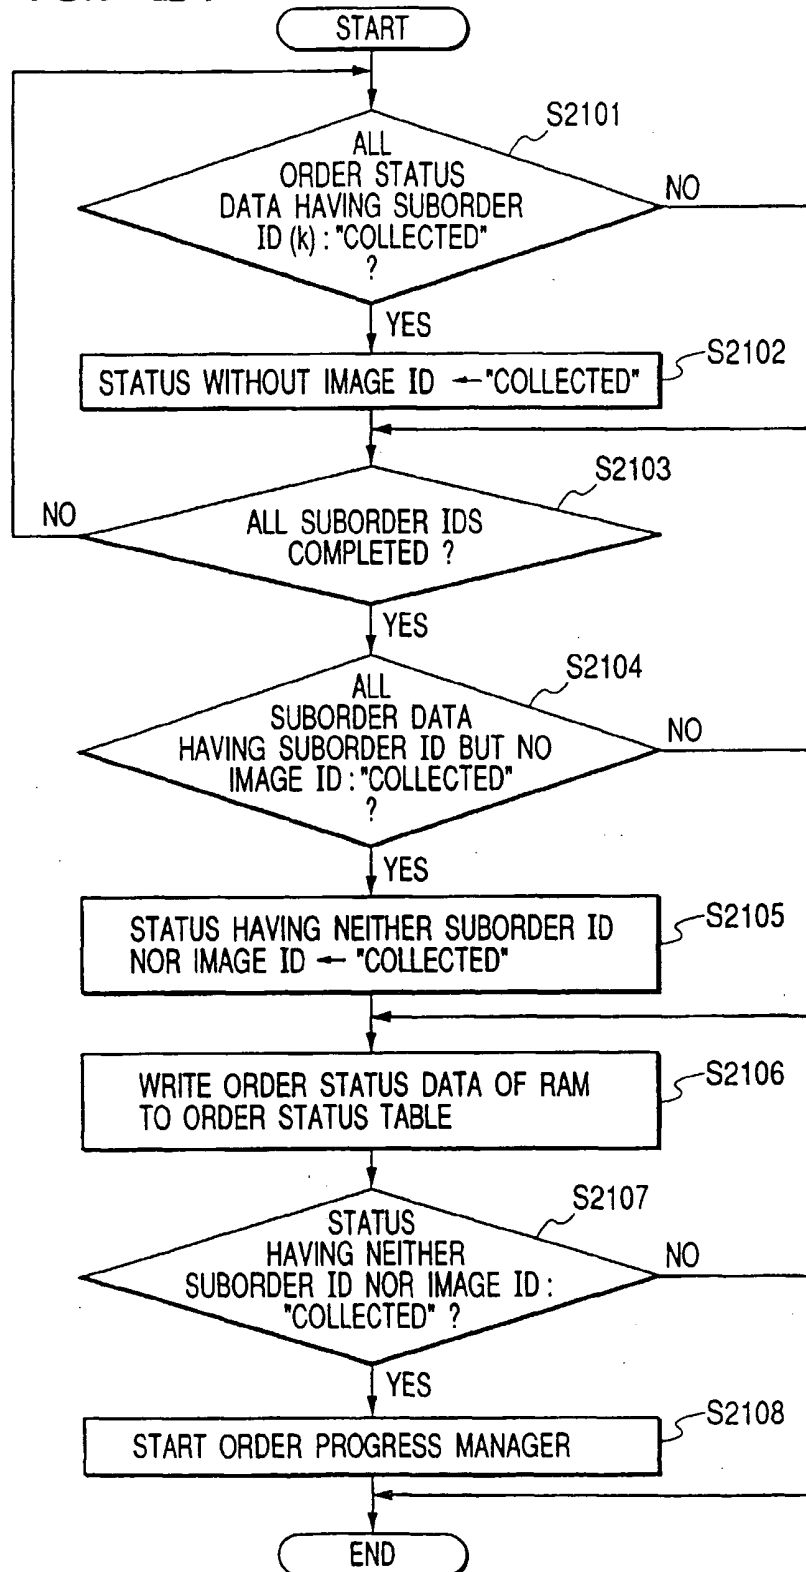 START
S2101
ALL
ORDER STATUS
DATA HAVING SUBORDER
ID (k) : "COLLECTED"
?
NO
YES
S2102
STATUS WITHOUT IMAGE ID ← "COLLECTED"
S2103
NO
ALL SUBORDER IDS
COMPLETED ?
YES
S2104
ALL
SUBORDER DATA
HAVING SUBORDER ID BUT NO
IMAGE ID : "COLLECTED"
?
NO
YES
S2105
STATUS HAVING NEITHER SUBORDER ID
NOR IMAGE ID ← "COLLECTED"
S2106
WRITE ORDER STATUS DATA OF RAM
TO ORDER STATUS TABLE
S2107
STATUS
HAVING NEITHER
SUBORDER ID NOR IMAGE ID :
"COLLECTED" ?
NO
YES
S2108
START ORDER PROGRESS MANAGER
END